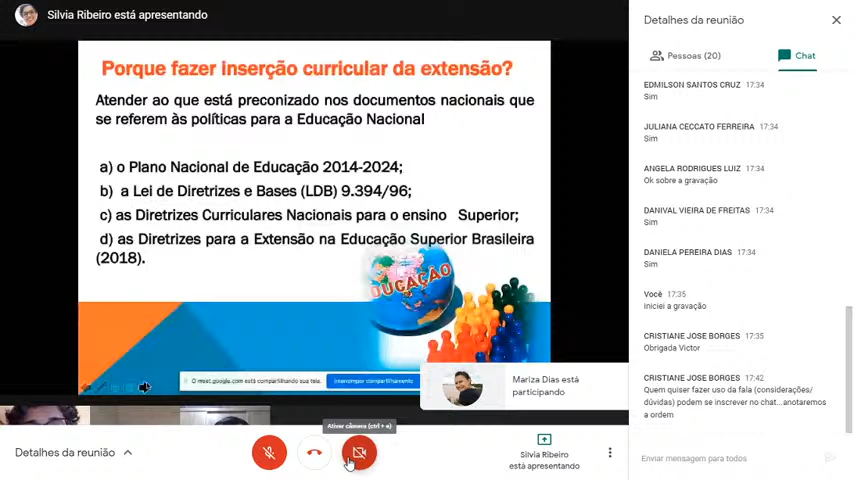 Silvia Ribeiro está apresentando
Porque fazer inserção curricular da extensão?
Atender ao que está preconizado nos documentos nacionais que
se referem às políticas para a Educação Nacional
a) o Plano Nacional de Educação 2014-2024;
b) a Lei de Diretrizes e Bases (LDB) 9.394/96;
c) as Diretrizes Curriculares Nacionais para o ensino Superior;
d) as Diretrizes para a Extensão na Educação Superior Brasileira
(2018).
DUCAÇÃO
O meet.google.com está compartilhando sua tela.
Interromper compartilhamento
Mariza Dias está
participando
Ativar câmera (ctrl + e)
Detalhes da reunião
Silvia Ribeiro
está apresentando
Detalhes da reunião
Pessoas (20)
Chat
EDMILSON SANTOS CRUZ 17:34
Sim
JULIANA CECCATO FERREIRA 17:34
Sim
ANGELA RODRIGUES LUIZ 17:34
Ok sobre a gravação
DANIVAL VIEIRA DE FREITAS 17:34
Sim
DANIELA PEREIRA DIAS 17:34
Sim
Você 17:35
iniciei a gravação
CRISTIANE JOSE BORGES 17:35
Obrigada Victor
CRISTIANE JOSE BORGES 17:42
Quem quiser fazer uso da fala (considerações/
dúvidas) podem se inscrever no chat...anotaremos
a ordem
Enviar mensagem para todos